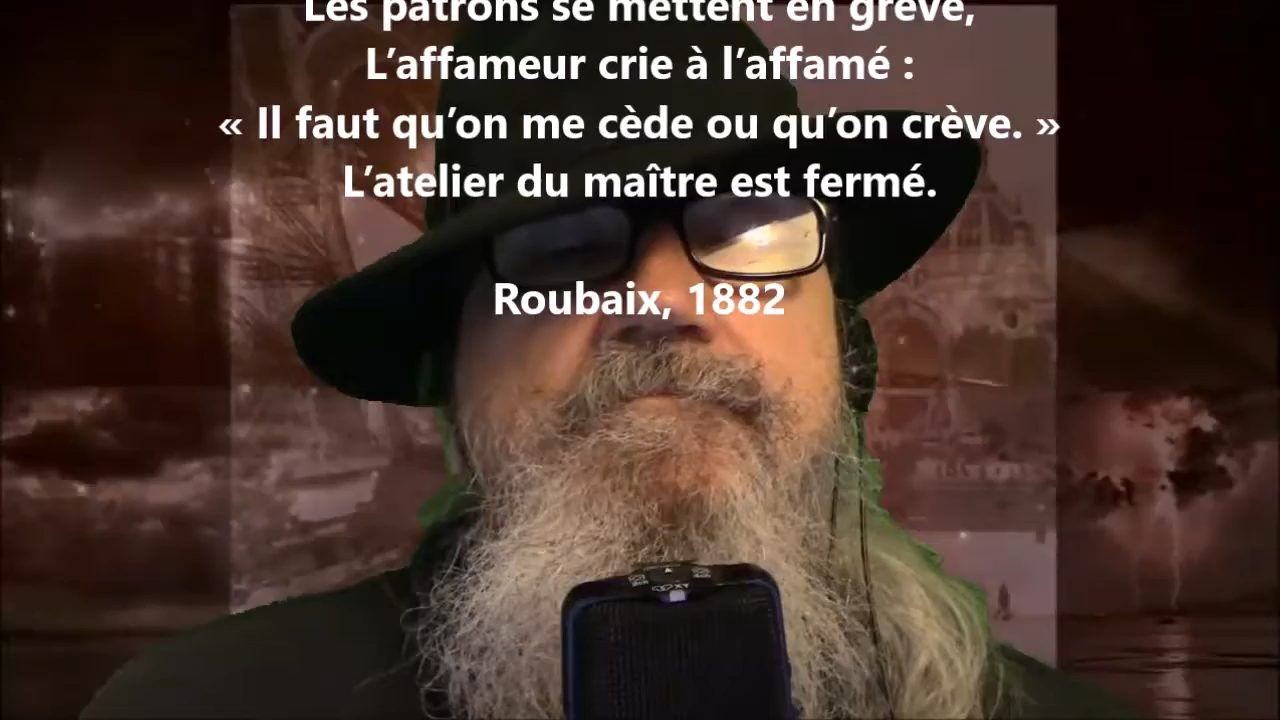 Les patrons se mettent en grève,
L’affameur crie à l’affamé :
« Il faut qu’on me cède ou qu’on crève. »
L’atelier du maître est fermé.
Roubaix, 1882